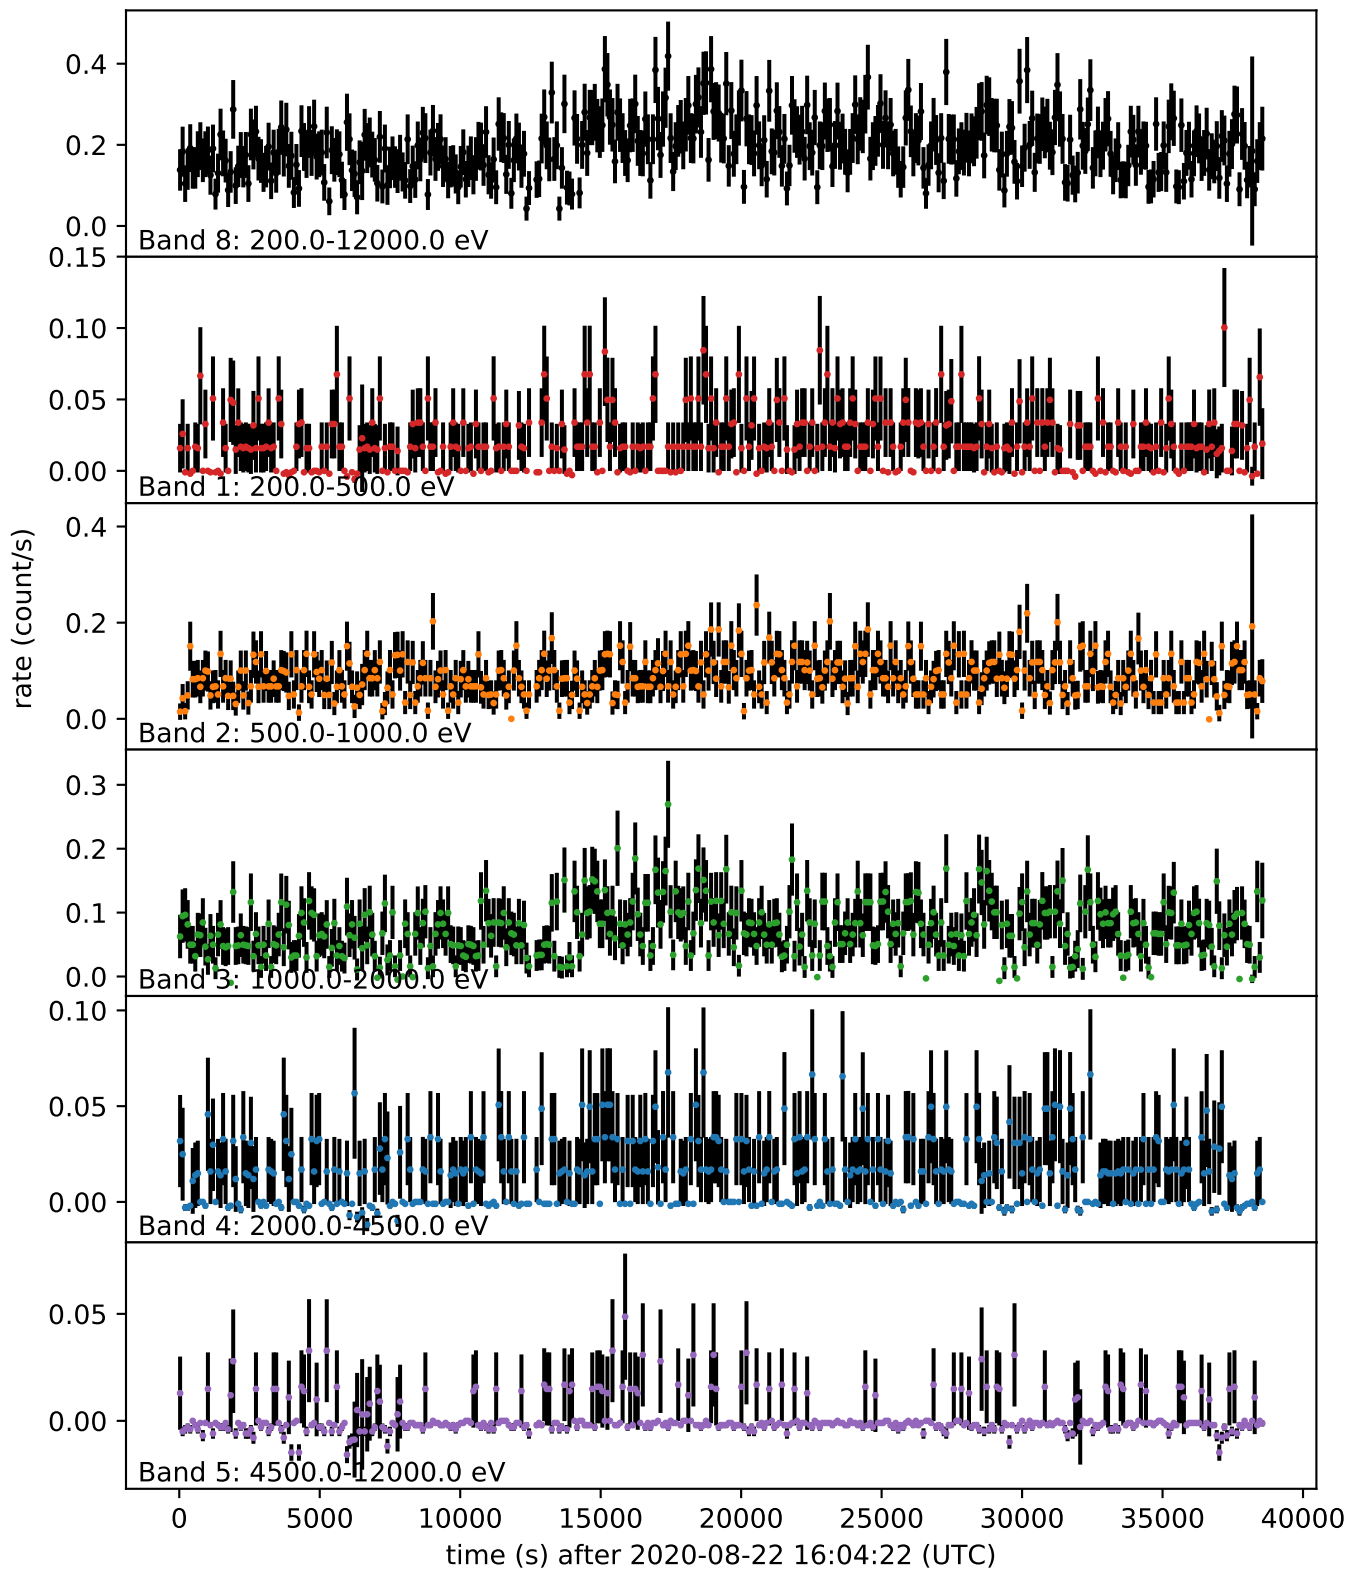 0.4
0.2
0.0
Band 8: 200.0-12000.0 eV
0.15
0.10
0.05
0.00
Band 1: 200.0-500.0 eV
0.4
0.2
0.0
Band 2: 500.0-1000.0 eV
rate (count/s)
0.3
0.2
0.1
0.0
Band 3: 1000.0-2000.0 eV
0.10
0.05
0.00
Band 4: 2000.0-4500.0 eV
0.05
0.00
Band 5: 4500.0-12000.0 eV
0 5000 10000 15000 20000 25000 30000 35000 40000
time (s) after 2020-08-22 16:04:22 (UTC)